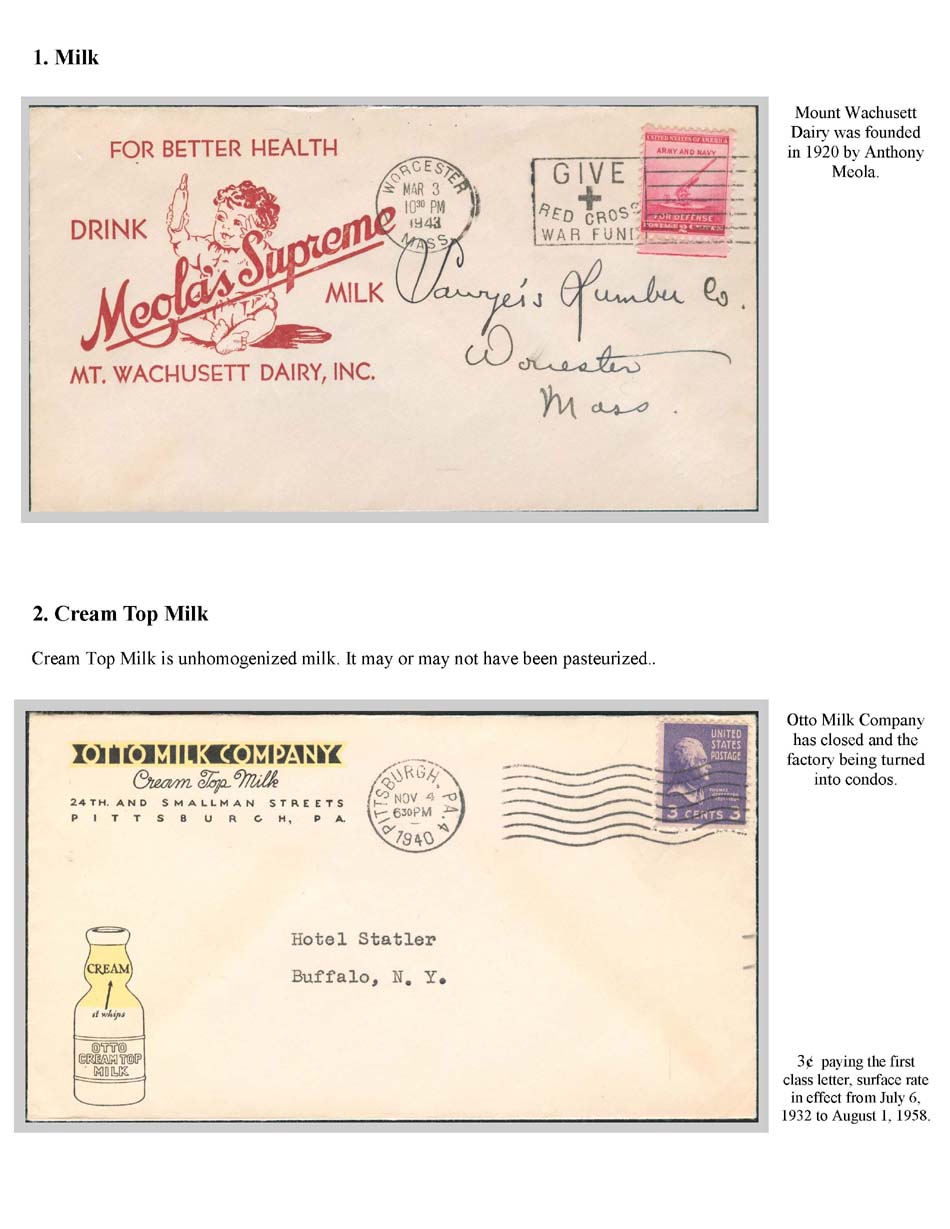 1. Milk
Mount Wachusett
Dairy was founded
in 1920 by Anthony
Meola.
FOR BETTER HEALTH
DRINK
Meola's Supreme
MILK
MT. WACHUSETT DAIRY, INC.
WORCESTER
MAR 3
10³⁰ PM
1943
MASS.
GIVE
RED CROSS
WAR FUND
UNITED STATES OF AMERICA
ARMY AND NAVY
FOR DEFENSE
POSTAGE 2
Sawyer's Lumber Co.
Worcester
Mass.
2. Cream Top Milk
Cream Top Milk is unhomogenized milk. It may or may not have been pasteurized..
Otto Milk Company
has closed and the
factory being turned
into condos.
OTTO MILK COMPANY
Cream Top Milk
24TH. AND SMALLMAN STREETS
PITTSBURGH, PA.
PITTSBURGH, PA. 4
NOV 4
6³⁰ PM
1940
UNITED
STATES
POSTAGE
THOMAS
JEFFERSON
3 CENTS 3
Hotel Statler
Buffalo, N. Y.
CREAM
it whips
OTTO
CREAM TOP
MILK
3¢ paying the first
class letter, surface rate
in effect from July 6,
1932 to August 1, 1958.